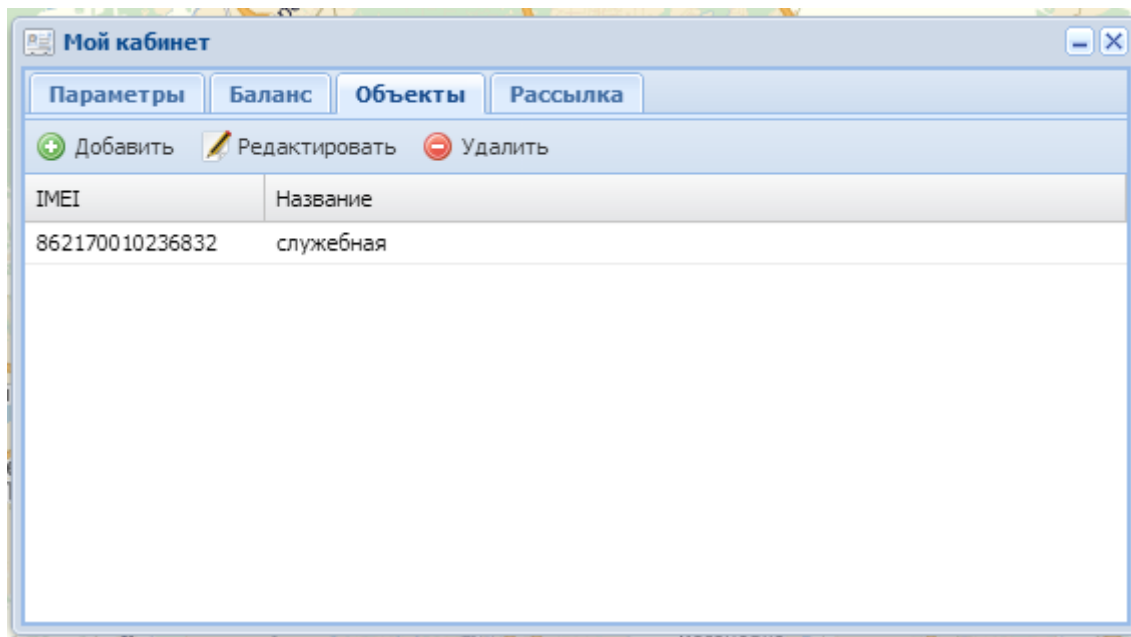 Мой кабинет
Параметры Баланс Объекты Рассылка
Добавить Редактировать Удалить
IMEI Название
862170010236832 служебная